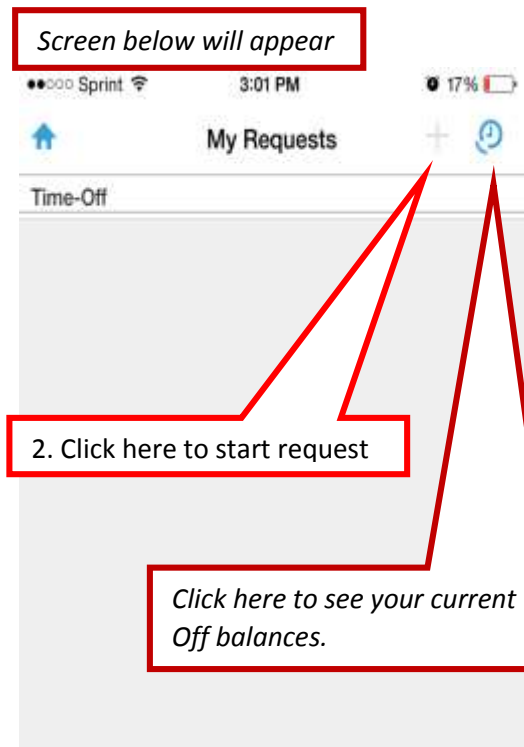 Screen below will appear
Sprint 3:01 PM 17%
My Requests
Time-Off
2. Click here to start request
Click here to see your current
Off balances.